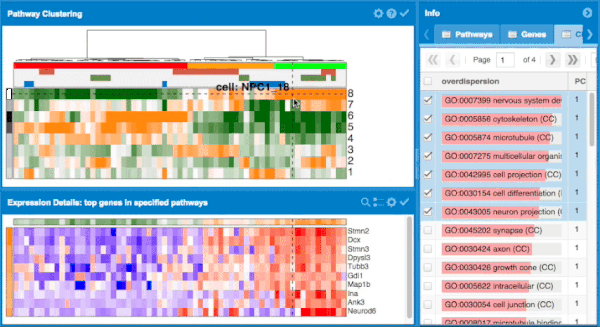 Pathway Clustering
cell: NPC1_18
8
7
6
5
4
3
2
1
Expression Details: top genes in specified pathways
Stmn2
Dcx
Stmn3
Dpysl3
Tubb3
Gdi1
Map1b
Ina
Ank3
Neurod6
Info
Pathways
Genes
Page 1 of 4
overdispersion PC
GO:0007399 nervous system de 1
GO:0005856 cytoskeleton (CC) 1
GO:0005874 microtubule (CC) 1
GO:0007275 multicellular organis 1
GO:0042995 cell projection (CC) 1
GO:0030154 cell differentiation ( 1
GO:0043005 neuron projection (CC 1
GO:0045202 synapse (CC) 1
GO:0030424 axon (CC) 1
GO:0030426 growth cone (CC) 1
GO:0005622 intracellular (CC) 1
GO:0030054 cell junction (CC) 1